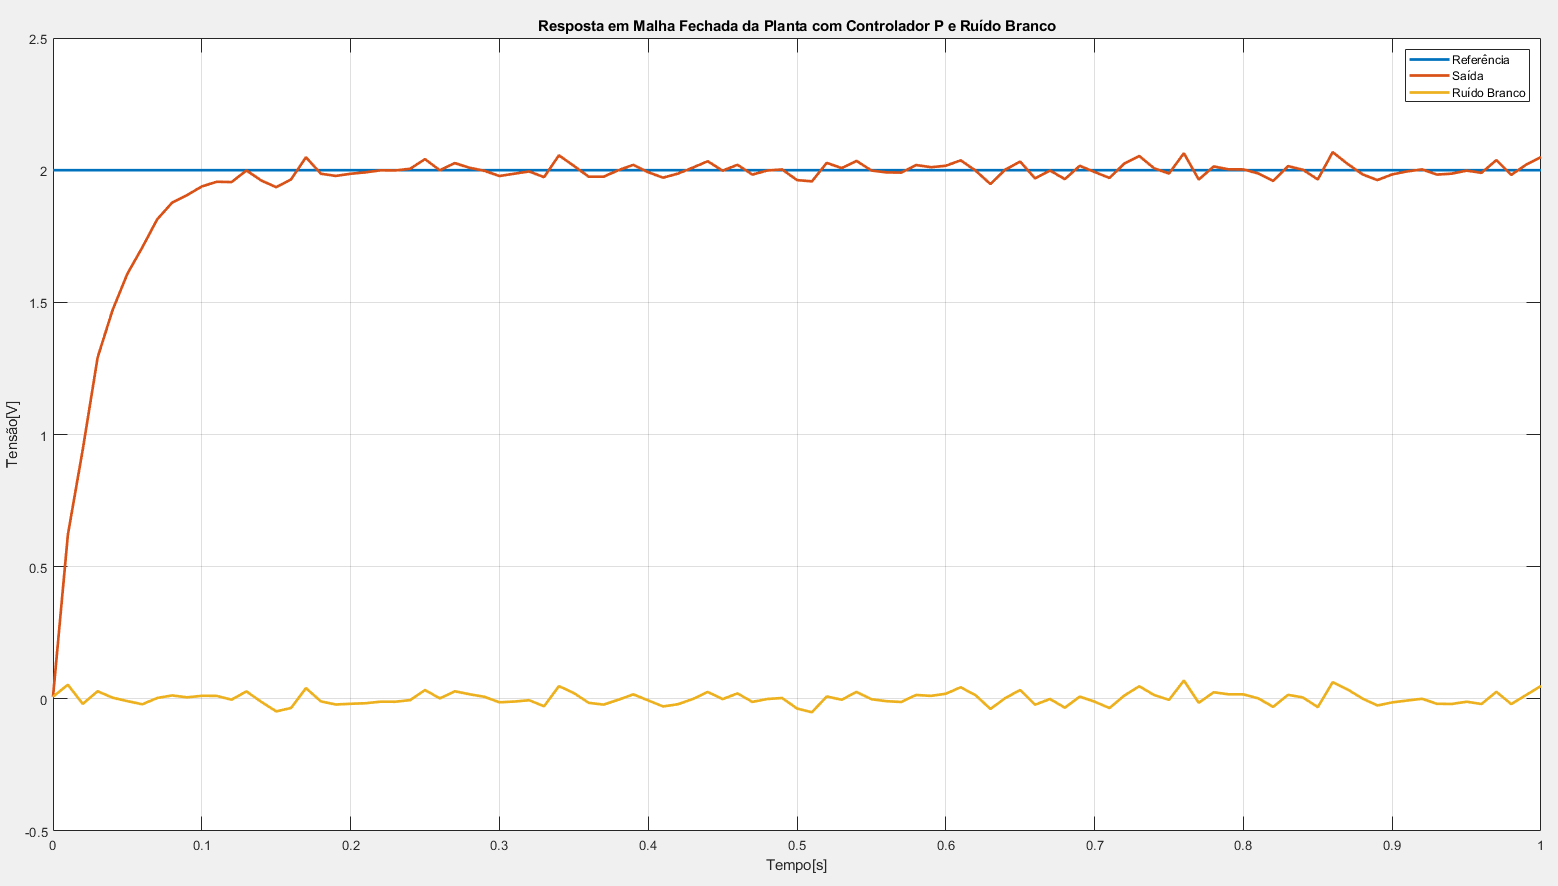 Resposta em Malha Fechada da Planta com Controlador P e Ruído Branco
Referência
Saída
Ruído Branco
Tensão[V]
2.5
2
1.5
1
0.5
0
-0.5
0 0.1 0.2 0.3 0.4 0.5 0.6 0.7 0.8 0.9 1
Tempo[s]